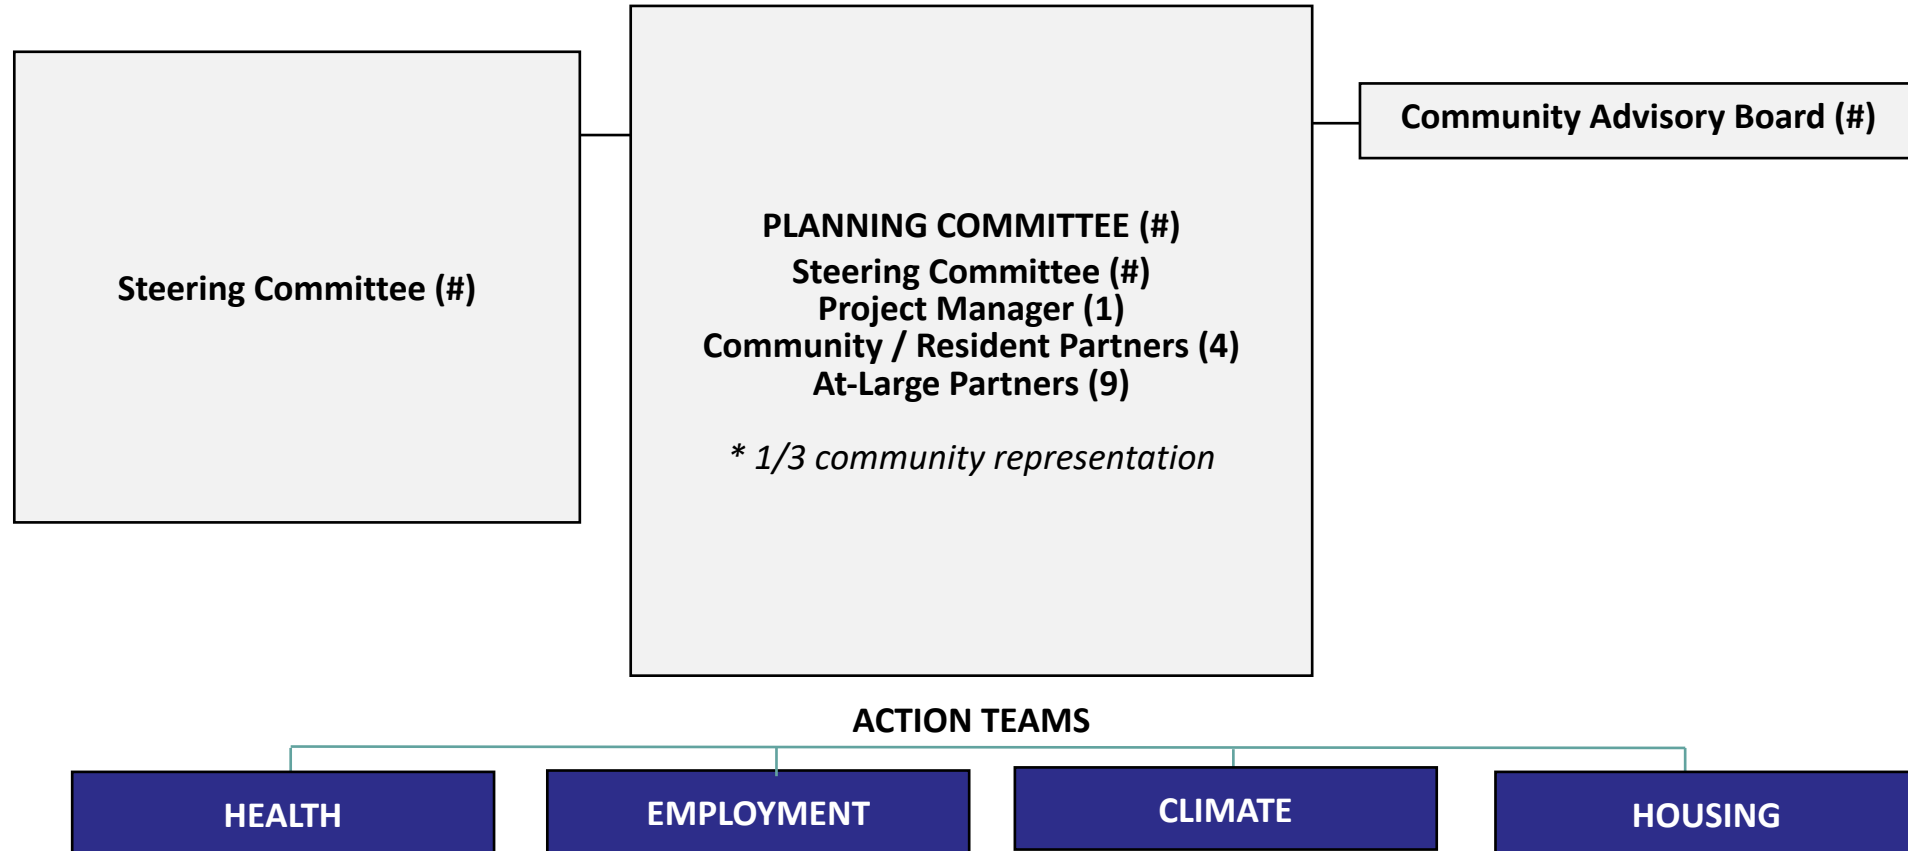 Steering Committee (#)
PLANNING COMMITTEE (#)
Steering Committee (#)
Project Manager (1)
Community / Resident Partners (4)
At-Large Partners (9)
* 1/3 community representation
Community Advisory Board (#)
ACTION TEAMS
HEALTH
EMPLOYMENT
CLIMATE
HOUSING